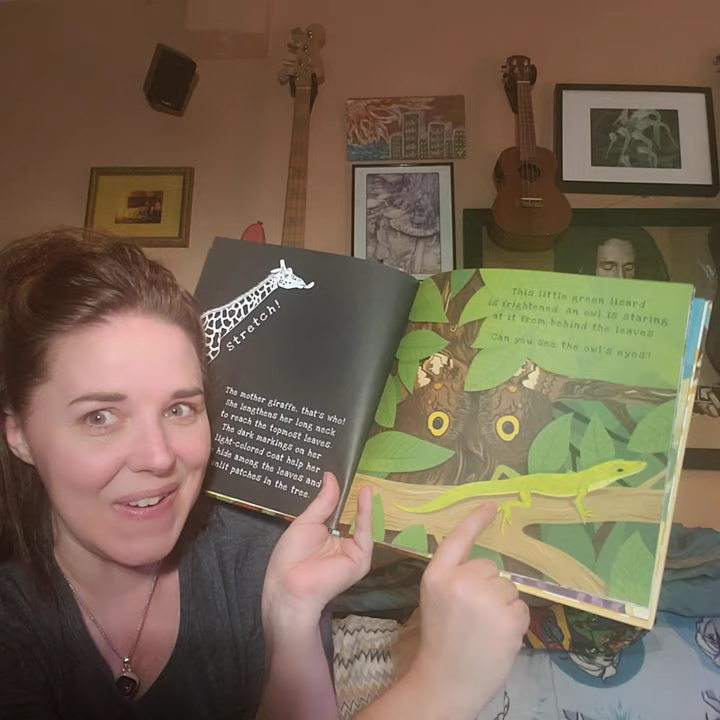 Stretch!
The mother giraffe, that's who!
She lengthens her long neck
to reach the topmost leaves.
The dark markings on her
light-colored coat help her
hide among the leaves and
sunlit patches in the tree.
This little green lizard
is frightened. An owl is staring
at it from behind the leaves.
Can you see the owl's eyes?